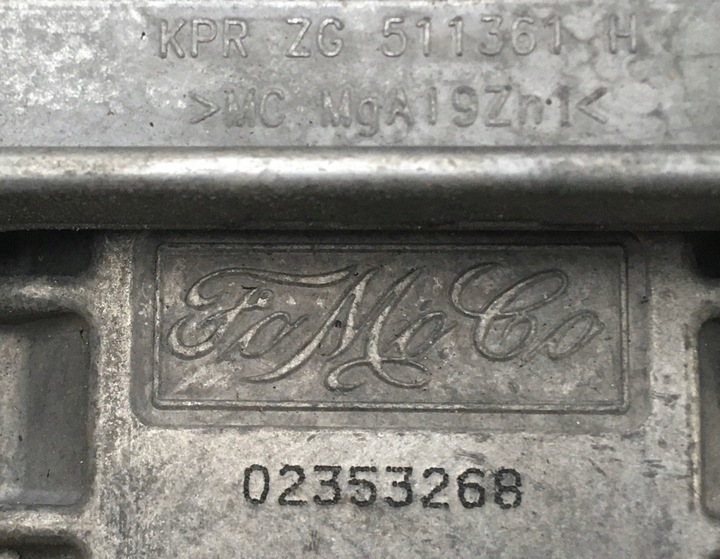 KPR ZG 511361 H
>MC MgAl9Zn1<
FoMoCo
02353268